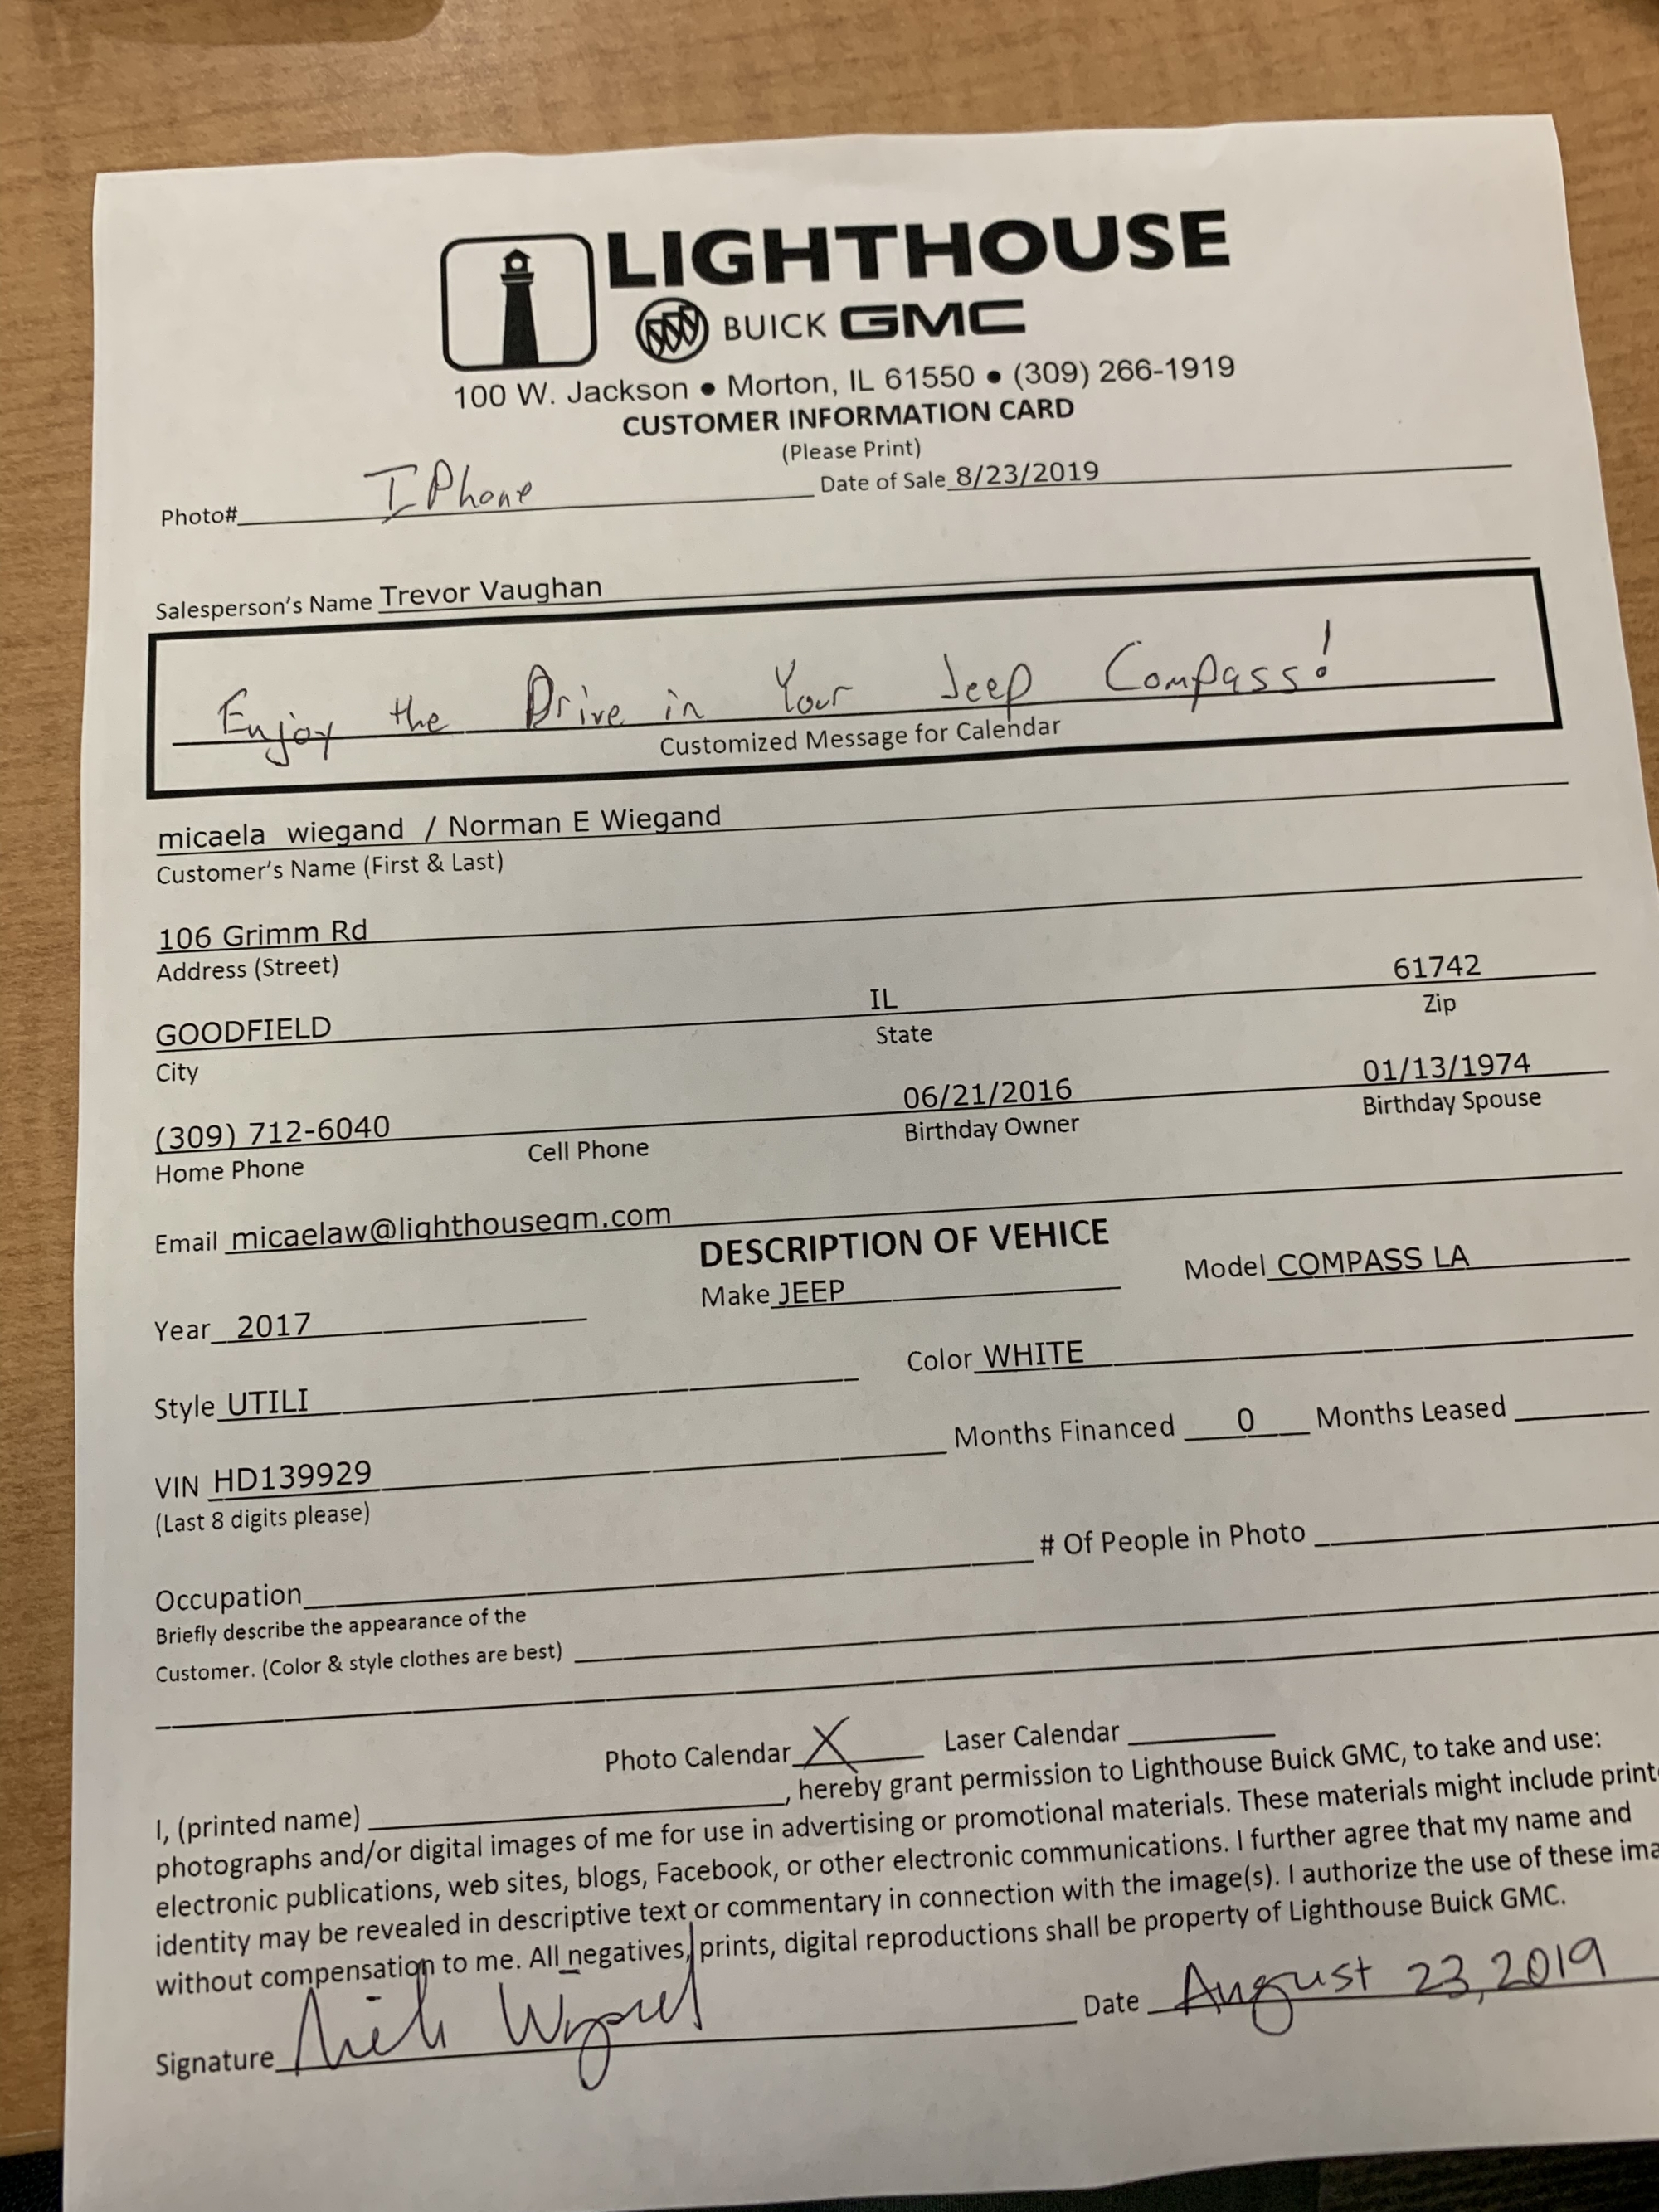 LIGHTHOUSE
BUICK GMC
100 W. Jackson • Morton, IL 61550 • (309) 266-1919
CUSTOMER INFORMATION CARD
(Please Print)
Photo# I Phone Date of Sale 8/23/2019
Salesperson's Name Trevor Vaughan
Enjoy the Drive in Your Jeep Compass!
Customized Message for Calendar
micaela wiegand / Norman E Wiegand
Customer's Name (First & Last)
106 Grimm Rd
Address (Street)
GOODFIELD IL 61742
City State Zip
(309) 712-6040 06/21/2016 01/13/1974
Home Phone Cell Phone Birthday Owner Birthday Spouse
Email micaelaw@lighthousegm.com
DESCRIPTION OF VEHICE
Year 2017 Make JEEP Model COMPASS LA
Style UTILI Color WHITE
VIN HD139929 Months Financed 0 Months Leased
(Last 8 digits please)
Occupation # Of People in Photo
Briefly describe the appearance of the
Customer. (Color & style clothes are best)
Photo Calendar X Laser Calendar
I, (printed name) , hereby grant permission to Lighthouse Buick GMC, to take and use:
photographs and/or digital images of me for use in advertising or promotional materials. These materials might include print
electronic publications, web sites, blogs, Facebook, or other electronic communications. I further agree that my name and
identity may be revealed in descriptive text or commentary in connection with the image(s). I authorize the use of these ima
without compensation to me. All negatives, prints, digital reproductions shall be property of Lighthouse Buick GMC.
Signature Date August 23, 2019